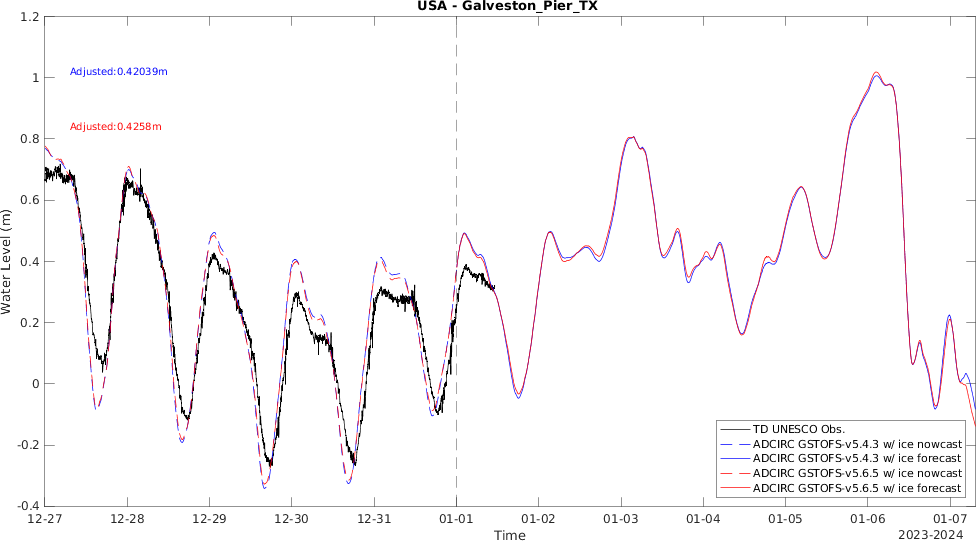 USA - Galveston_Pier_TX
1.2
1
0.8
0.6
0.4
0.2
0
-0.2
-0.4
Water Level (m)
Adjusted:0.42039m
Adjusted:0.4258m
TD UNESCO Obs.
ADCIRC GSTOFS-v5.4.3 w/ ice nowcast
ADCIRC GSTOFS-v5.4.3 w/ ice forecast
ADCIRC GSTOFS-v5.6.5 w/ ice nowcast
ADCIRC GSTOFS-v5.6.5 w/ ice forecast
12-27 12-28 12-29 12-30 12-31 01-01 01-02 01-03 01-04 01-05 01-06 01-07
Time
2023-2024